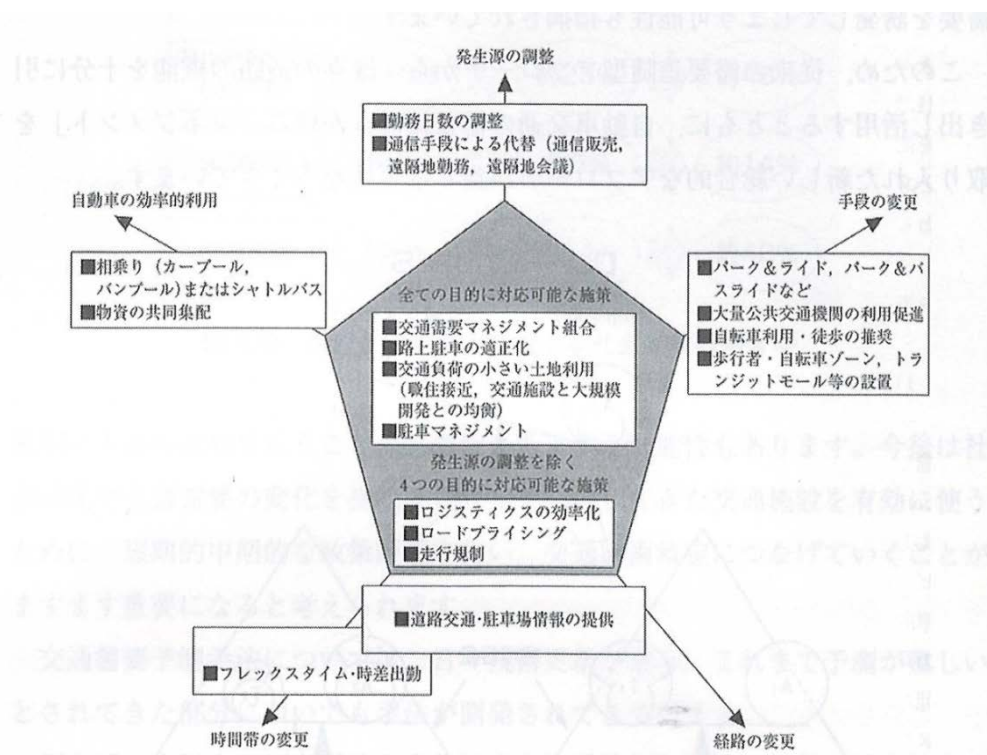 発生源の調整
■勤務日数の調整
■通信手段による代替（通信販売，
遠隔地勤務，遠隔地会議）
自動車の効率的利用
手段の変更
■相乗り（カープール，
バンプール）またはシャトルバス
■物資の共同集配
■パーク＆ライド，パーク＆バ
スライドなど
■大量公共交通機関の利用促進
■自転車利用・徒歩の推奨
■歩行者・自転車ゾーン，トラ
ンジットモール等の設置
全ての目的に対応可能な施策
■交通需要マネジメント組合
■路上駐車の適正化
■交通負荷の小さい土地利用
（職住接近，交通施設と大規模
開発との均衡）
■駐車マネジメント
発生源の調整を除く
4つの目的に対応可能な施策
■ロジスティクスの効率化
■ロードプライシング
■走行規制
■道路交通・駐車場情報の提供
■フレックスタイム・時差出勤
時間帯の変更
経路の変更